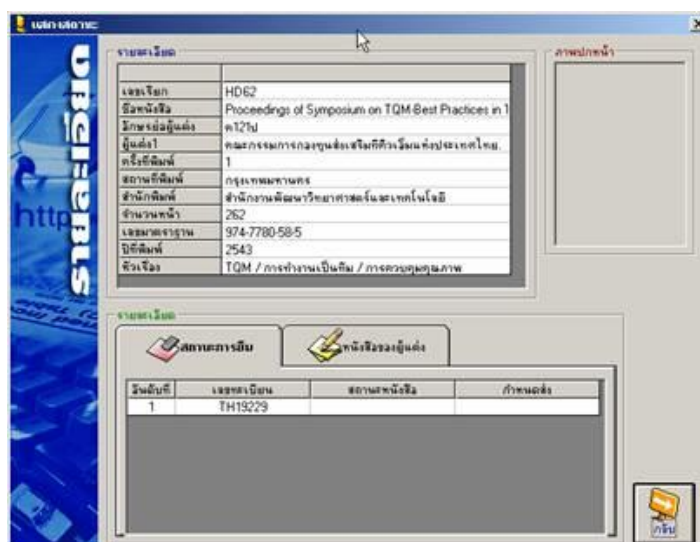 แสดงสถานะ
รายละเอียด
ภาพปกหน้า
เลขเรียก HD62
ชื่อหนังสือ Proceedings of Symposium on TQM-Best Practices in 1
อักษรย่อผู้แต่ง ค121ป
ผู้แต่ง1 คณะกรรมการกองทุนส่งเสริมทีคิวเอ็มแห่งประเทศไทย.
ครั้งที่พิมพ์ 1
สถานที่พิมพ์ กรุงเทพมหานคร
สำนักพิมพ์ สำนักงานพัฒนาวิทยาศาสตร์และเทคโนโลยี
จำนวนหน้า 262
เลขมาตราฐาน 974-7780-58-5
ปีที่พิมพ์ 2543
หัวเรื่อง TQM / การทำงานเป็นทีม / การควบคุมคุณภาพ
รายละเอียด
สถานะการยืม หนังสือของผู้แต่ง
อันดับที่ เลขทะเบียน สถานะหนังสือ กำหนดส่ง
1 TH19229
กลับ
http